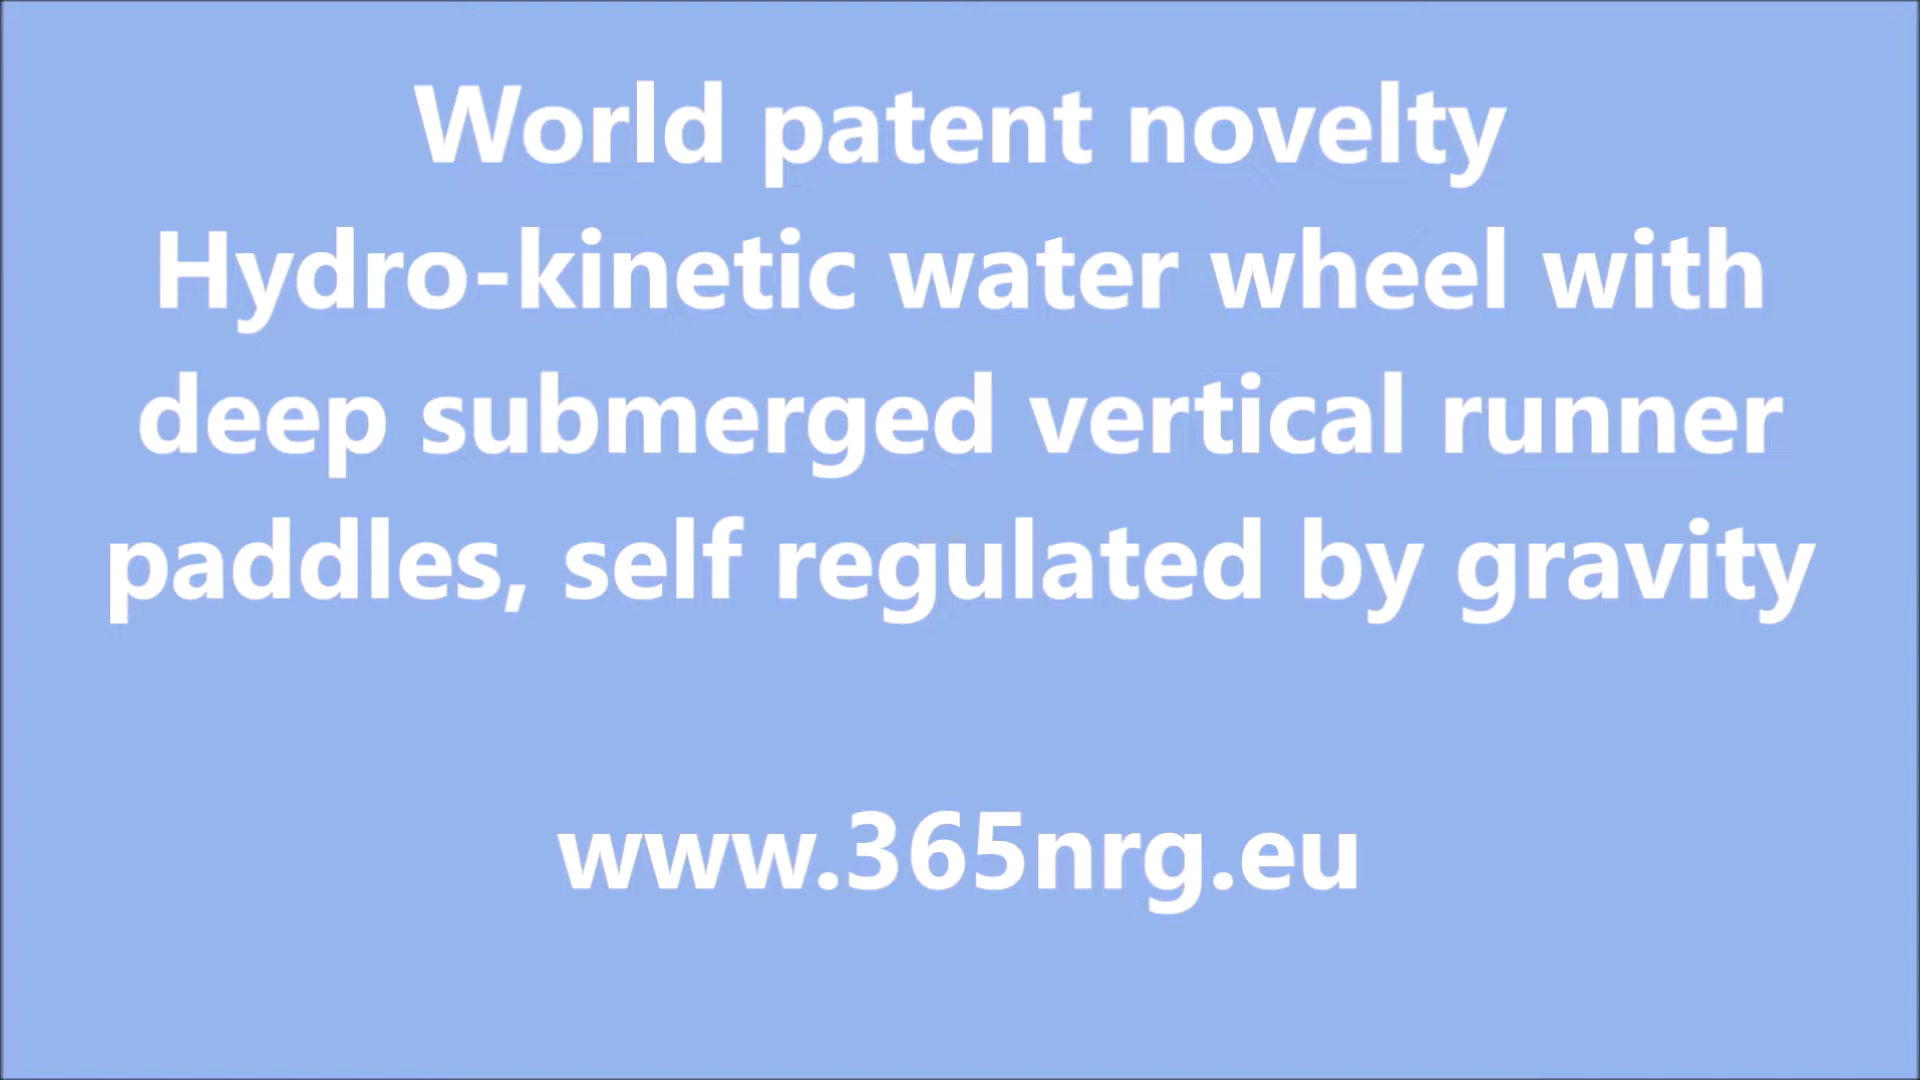 World patent novelty
Hydro-kinetic water wheel with
deep submerged vertical runner
paddles, self regulated by gravity
www.365nrg.eu